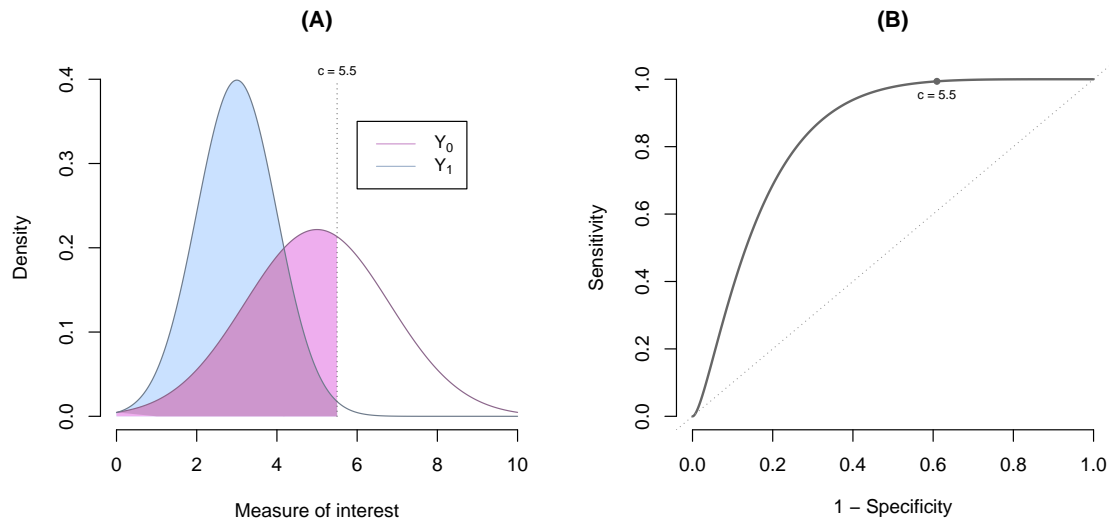 (A)
c = 5.5
Y0
Y1
Density
0.0
0.1
0.2
0.3
0.4
0 2 4 6 8 10
Measure of interest
(B)
c = 5.5
Sensitivity
0.0
0.2
0.4
0.6
0.8
1.0
0.0 0.2 0.4 0.6 0.8 1.0
1 − Specificity